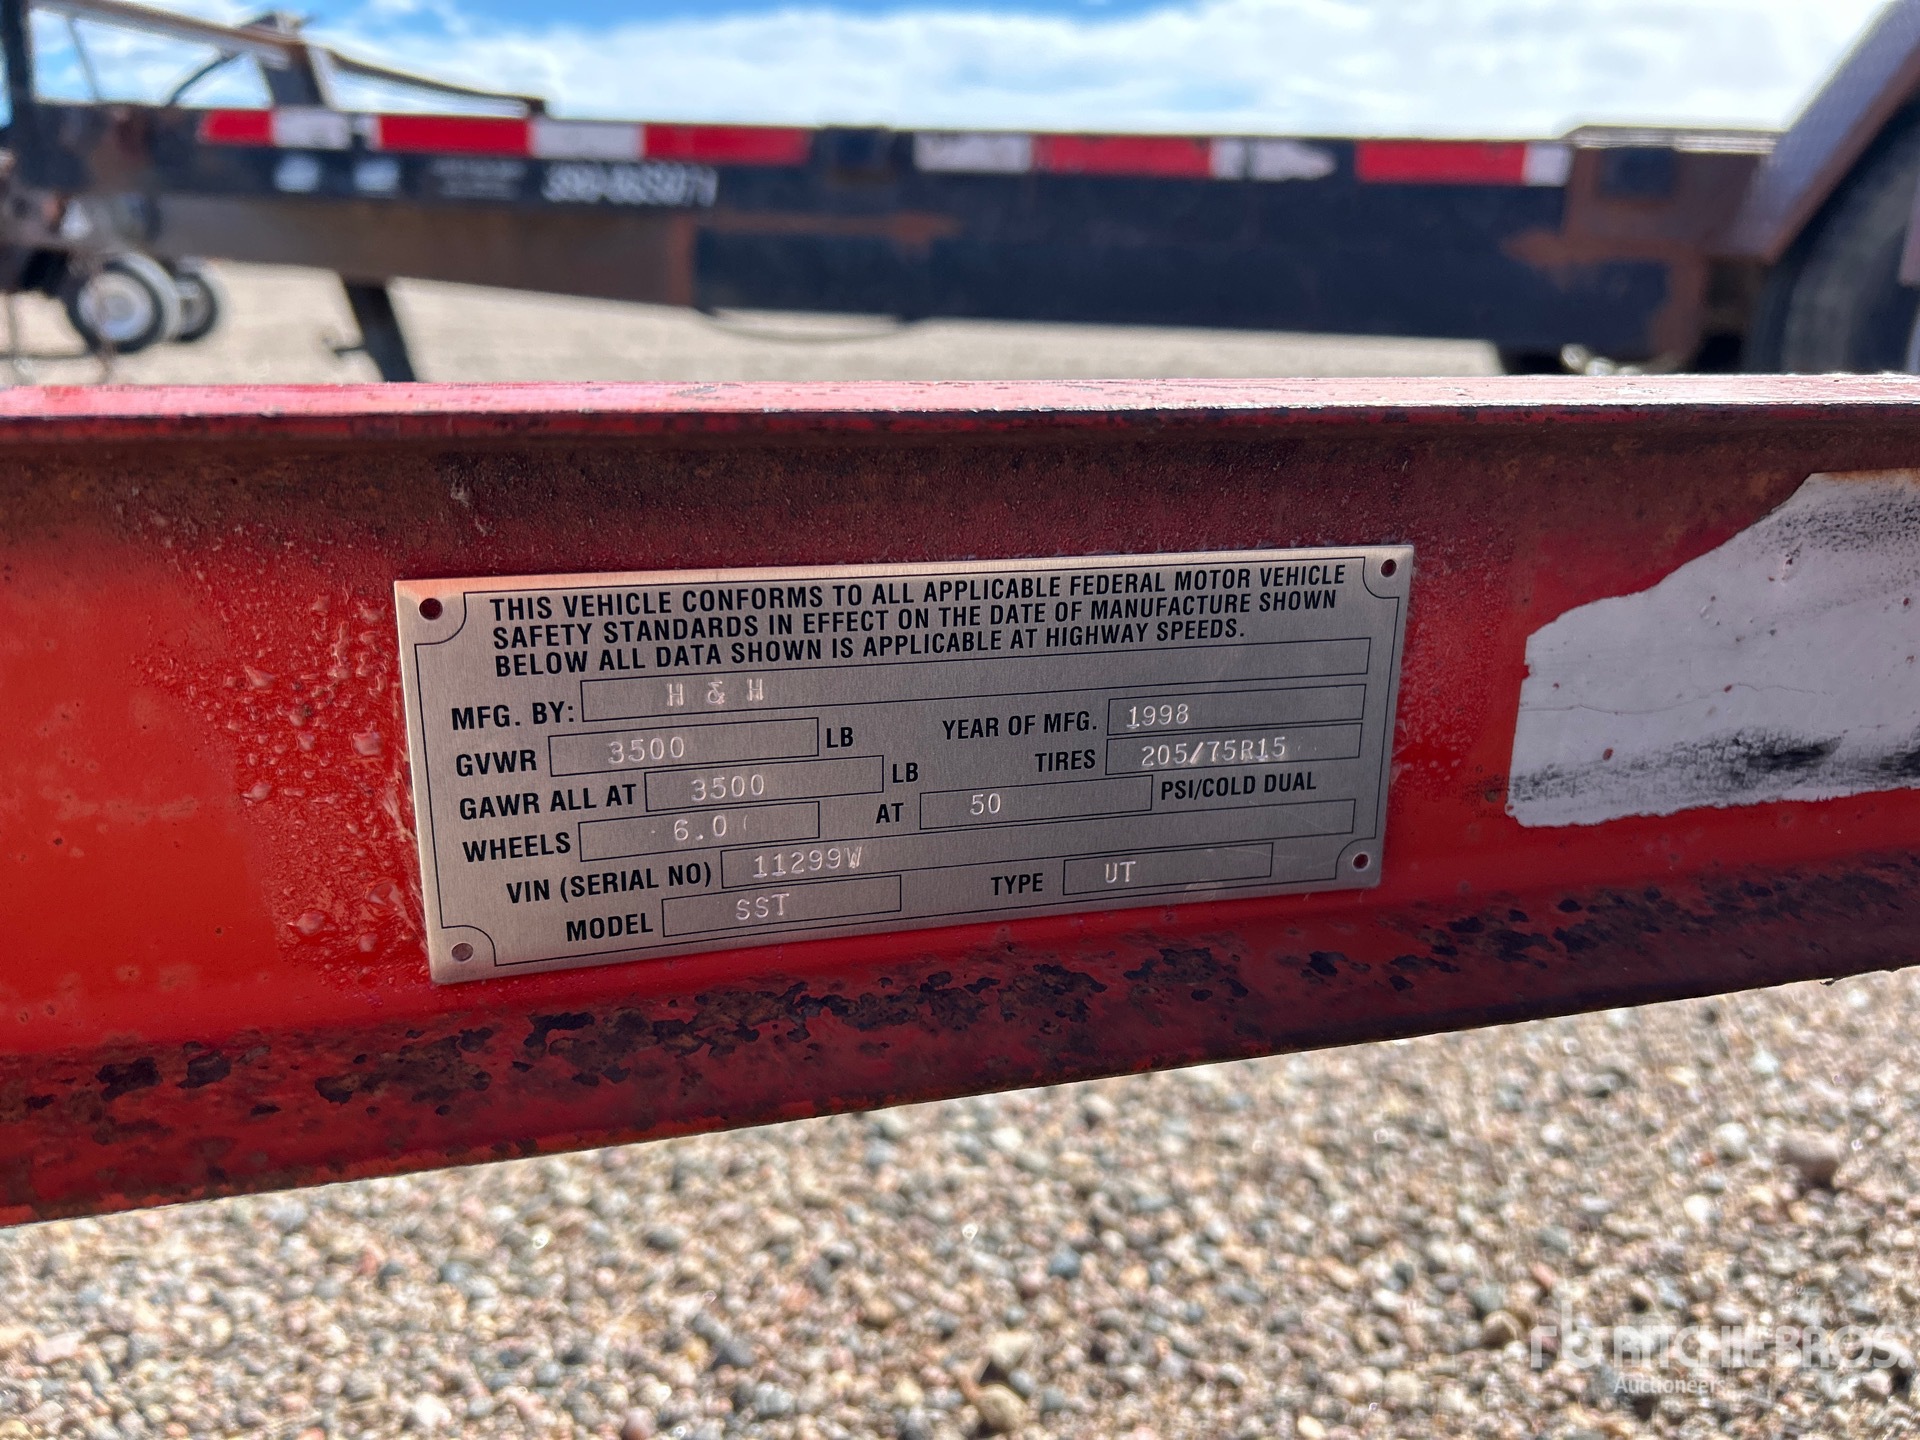 THIS VEHICLE CONFORMS TO ALL APPLICABLE FEDERAL MOTOR VEHICLE
SAFETY STANDARDS IN EFFECT ON THE DATE OF MANUFACTURE SHOWN
BELOW ALL DATA SHOWN IS APPLICABLE AT HIGHWAY SPEEDS.
MFG. BY: H & H
GVWR 3500 LB YEAR OF MFG. 1998
GAWR ALL AT 3500 LB TIRES 205/75R15
WHEELS 6.0 AT 50 PSI/COLD DUAL
VIN (SERIAL NO) 11299W
MODEL SST TYPE UT
rb RITCHIE BROS.
Auctioneers